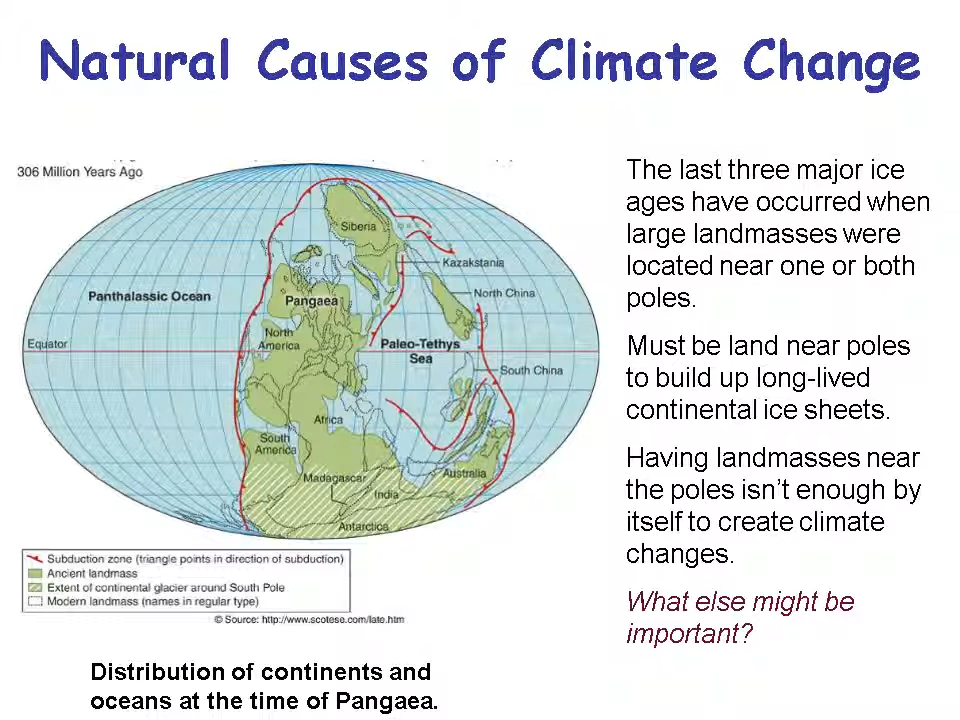 Natural Causes of Climate Change
306 Million Years Ago
The last three major ice
ages have occurred when
large landmasses were
located near one or both
poles.
Must be land near poles
to build up long-lived
continental ice sheets.
Having landmasses near
the poles isn't enough by
itself to create climate
changes.
What else might be
important?
Siberia
Kazakstania
North China
Panthalassic Ocean
Pangaea
North
America
Equator
Paleo-Tethys
Sea
South China
Africa
South
America
Madagascar
Australia
India
Antarctica
Subduction zone (triangle points in direction of subduction)
Ancient landmass
Extent of continental glacier around South Pole
Modern landmass (names in regular type)
© Source: http://www.scotese.com/late.htm
Distribution of continents and
oceans at the time of Pangaea.